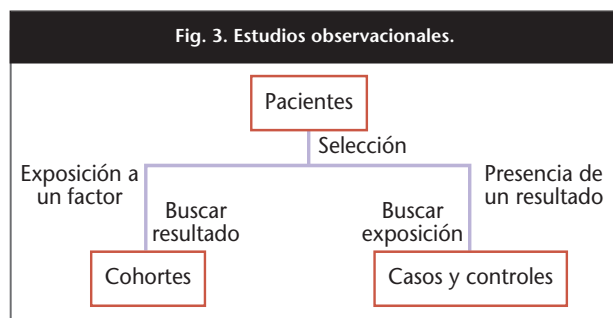 Fig. 3. Estudios observacionales.
Pacientes
Selección
Exposición a
un factor
Presencia de
un resultado
Buscar
resultado
Buscar
exposición
Cohortes
Casos y controles